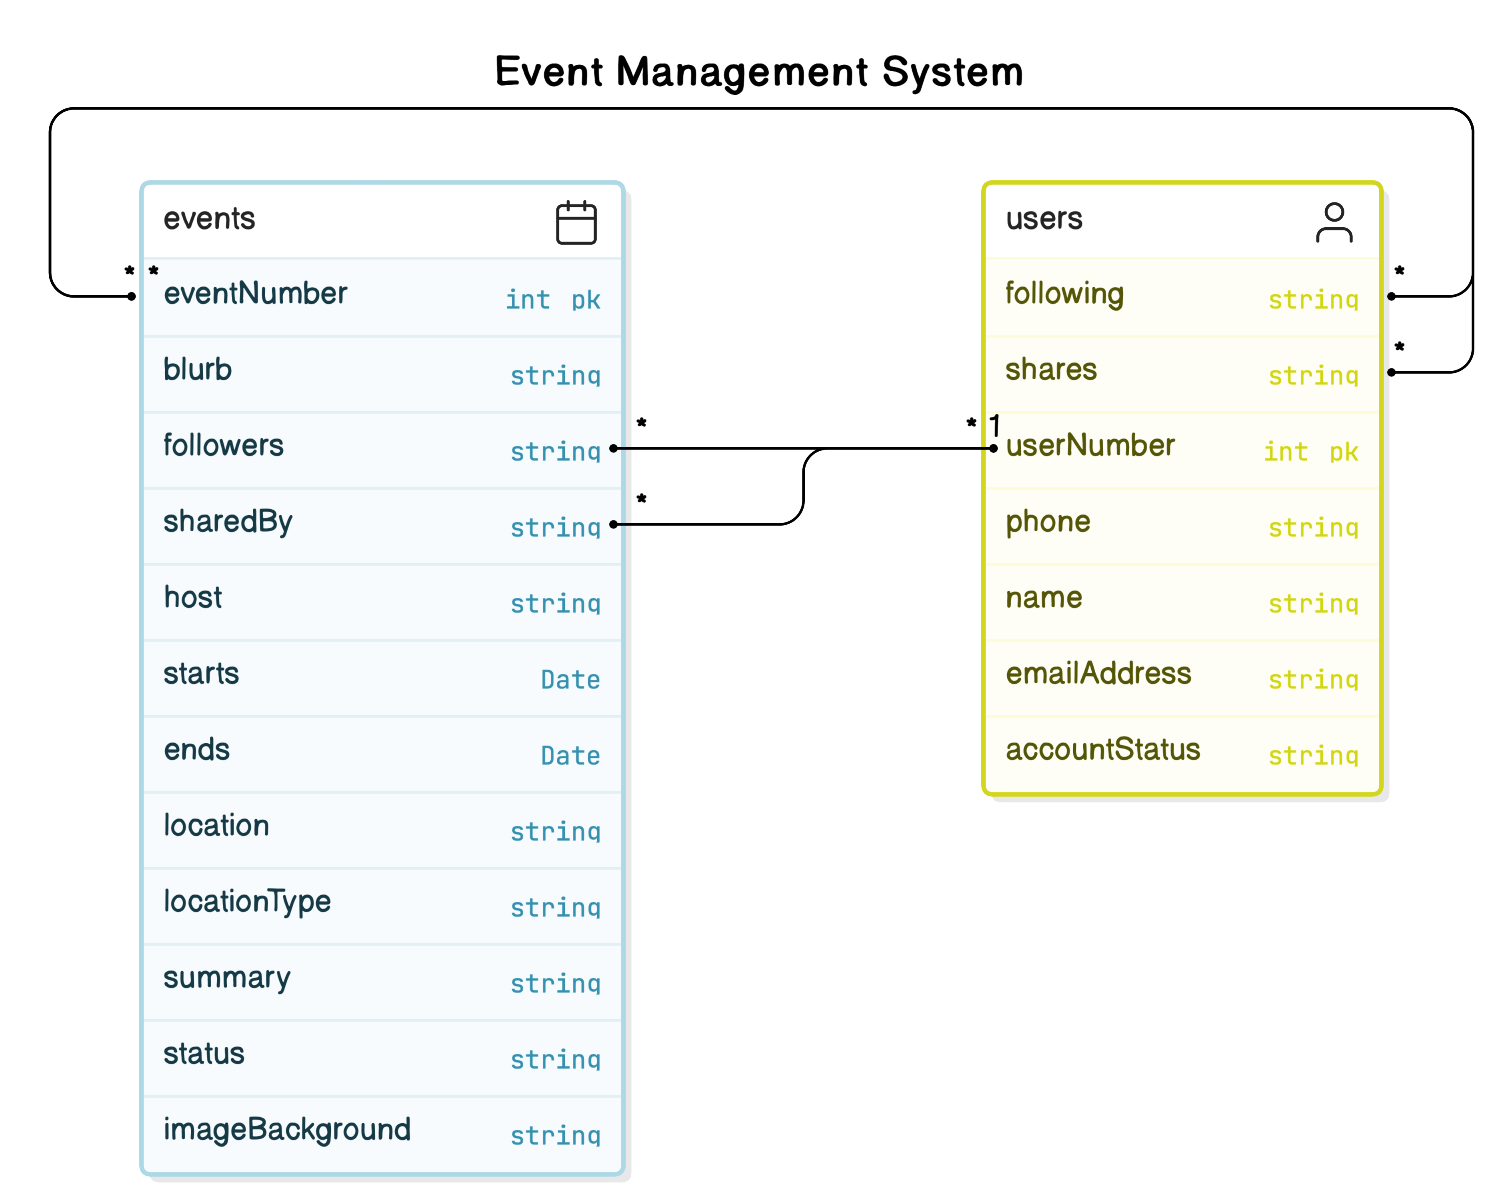 Event Management System
events
* *
eventNumber int pk
blurb string
*
followers string
*
sharedBy string
host string
starts Date
ends Date
location string
locationType string
summary string
status string
imageBackground string
users
*
following string
*
shares string
* 1
userNumber int pk
phone string
name string
emailAddress string
accountStatus string